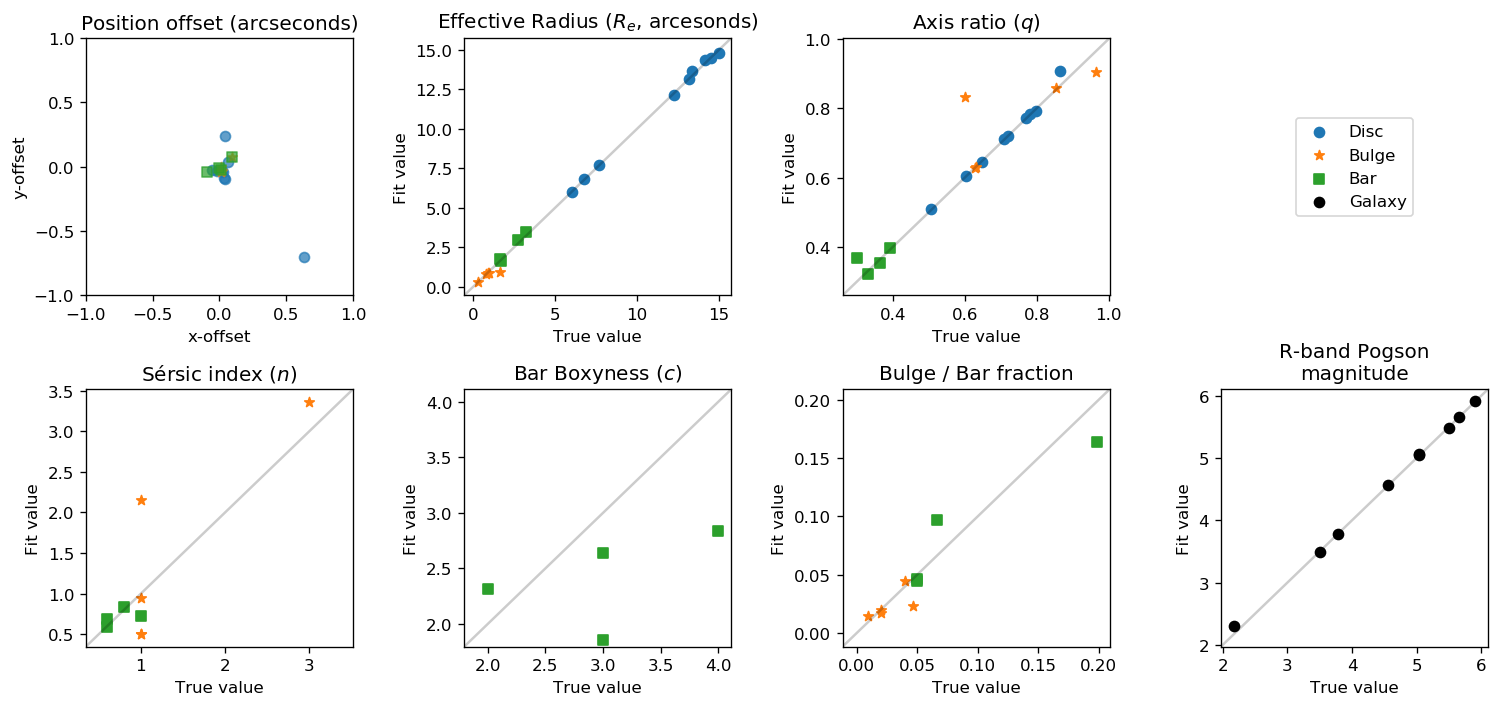 Position offset (arcseconds)
1.0
0.5
0.0
−0.5
−1.0
y-offset
−1.0 −0.5 0.0 0.5 1.0
x-offset
Effective Radius (Re, arcesonds)
15.0
12.5
10.0
7.5
5.0
2.5
0.0
Fit value
0 5 10 15
True value
Axis ratio (q)
1.0
0.8
0.6
0.4
Fit value
0.4 0.6 0.8 1.0
True value
Disc
Bulge
Bar
Galaxy
Sérsic index (n)
3.5
3.0
2.5
2.0
1.5
1.0
0.5
Fit value
1 2 3
True value
Bar Boxyness (c)
4.0
3.5
3.0
2.5
2.0
Fit value
2.0 2.5 3.0 3.5 4.0
True value
Bulge / Bar fraction
0.20
0.15
0.10
0.05
0.00
Fit value
0.00 0.05 0.10 0.15 0.20
True value
R-band Pogson
magnitude
6
5
4
3
2
Fit value
2 3 4 5 6
True value